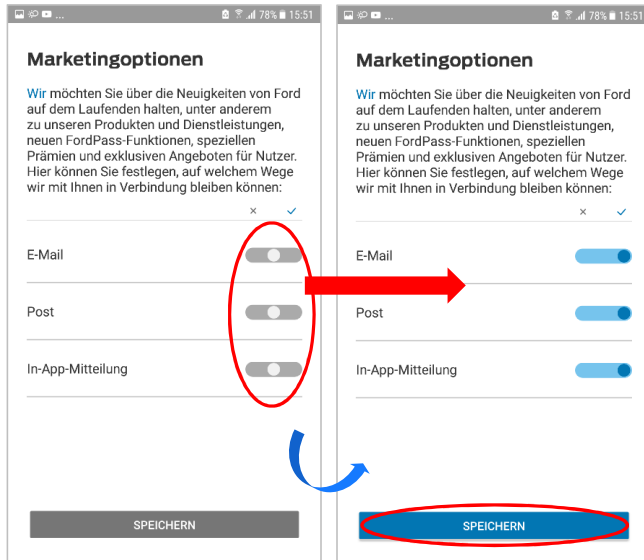 ... 78% 15:51
Marketingoptionen
Wir möchten Sie über die Neuigkeiten von Ford
auf dem Laufenden halten, unter anderem
zu unseren Produkten und Dienstleistungen,
neuen FordPass-Funktionen, speziellen
Prämien und exklusiven Angeboten für Nutzer.
Hier können Sie festlegen, auf welchem Wege
wir mit Ihnen in Verbindung bleiben können:
E-Mail
Post
In-App-Mitteilung
SPEICHERN
... 78% 15:51
Marketingoptionen
Wir möchten Sie über die Neuigkeiten von Ford
auf dem Laufenden halten, unter anderem
zu unseren Produkten und Dienstleistungen,
neuen FordPass-Funktionen, speziellen
Prämien und exklusiven Angeboten für Nutzer.
Hier können Sie festlegen, auf welchem Wege
wir mit Ihnen in Verbindung bleiben können:
E-Mail
Post
In-App-Mitteilung
SPEICHERN